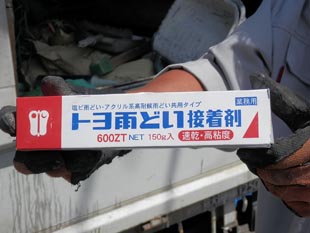 塩ビ雨どい・アクリル系高耐候雨どい共用タイプ
業務用
トヨ雨どい接着剤
600ZT NET 150g入 速乾・高粘度